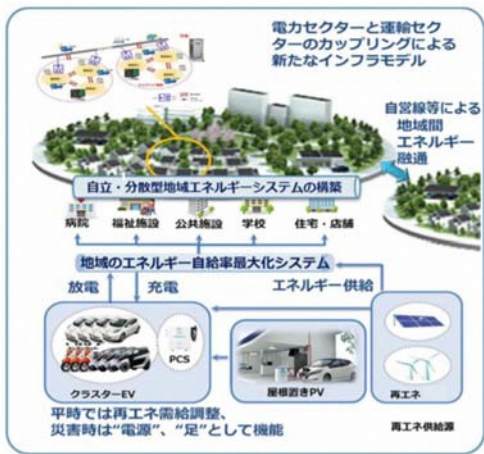 電力セクターと運輸セク
ターのカップリングによる
新たなインフラモデル
自営線等による
地域間
エネルギー
融通
自立・分散型地域エネルギーシステムの構築
病院
福祉施設
公共施設
学校
住宅・店舗
地域のエネルギー自給率最大化システム
放電
充電
エネルギー供給
PCS
クラスターEV
屋根置きPV
再エネ
平時では再エネ需給調整、
災害時は“電源”、“足”として機能
再エネ供給源